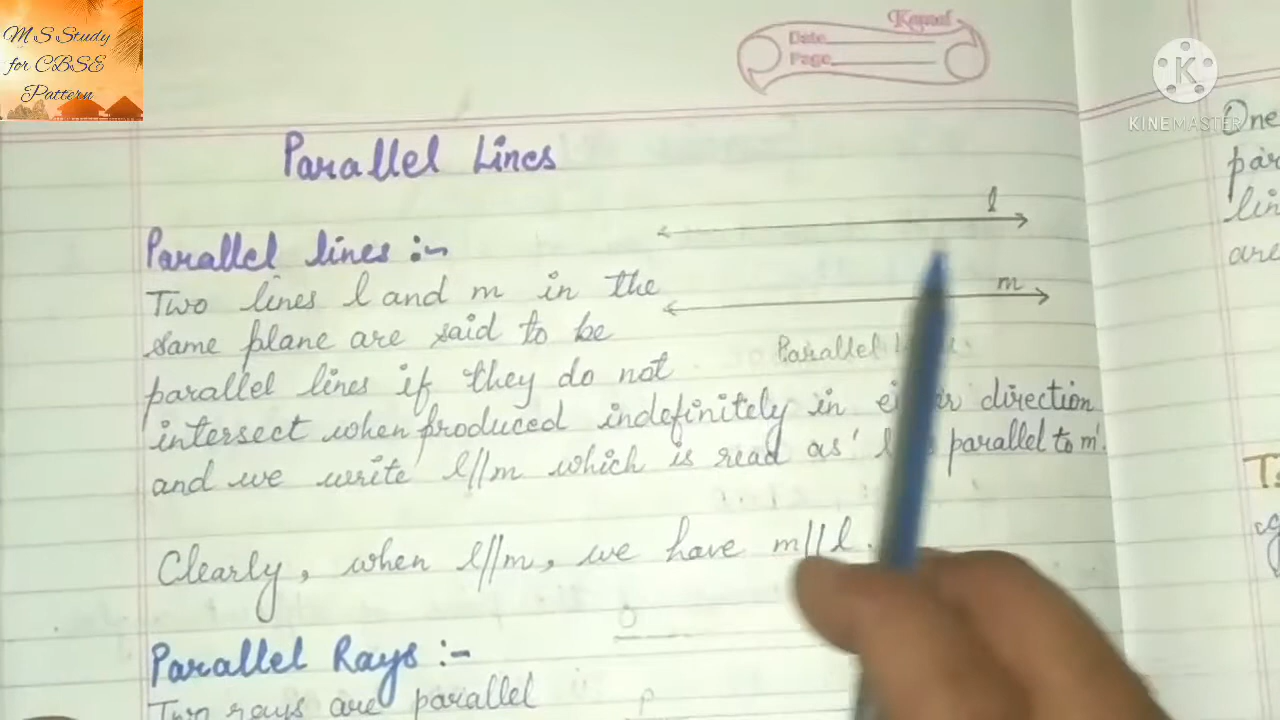 M S Study
for CBSE
Pattern
Date
Page
KINEMASTER
Parallel Lines
l
Parallel lines :-
m
Two lines l and m in the
same plane are said to be
Parallel
parallel lines if they do not
intersect when produced indefinitely in direction
and we write l//m which is read as 'l parallel to m'.
Clearly, when l//m, we have m//l.
Parallel Rays :-
Two rays are parallel
One
are